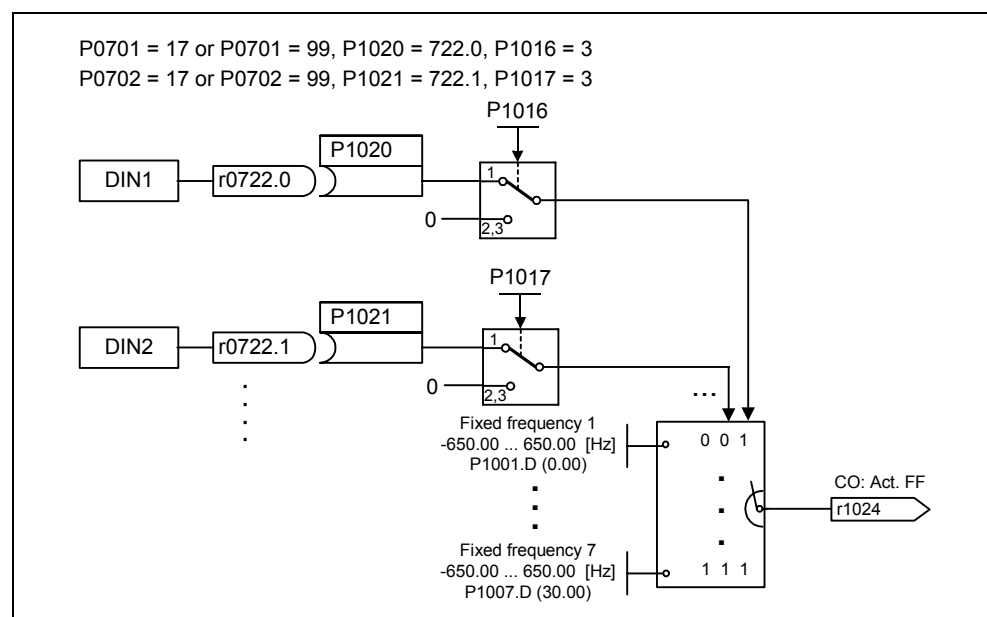 P0701 = 17 or P0701 = 99, P1020 = 722.0, P1016 = 3
P0702 = 17 or P0702 = 99, P1021 = 722.1, P1017 = 3
P1016
P1020
DIN1
r0722.0
1
0
2,3
P1017
P1021
DIN2
r0722.1
1
0
2,3
...
Fixed frequency 1
-650.00 ... 650.00 [Hz]
P1001.D (0.00)
0 0 1
CO: Act. FF
r1024
Fixed frequency 7
-650.00 ... 650.00 [Hz]
P1007.D (30.00)
1 1 1